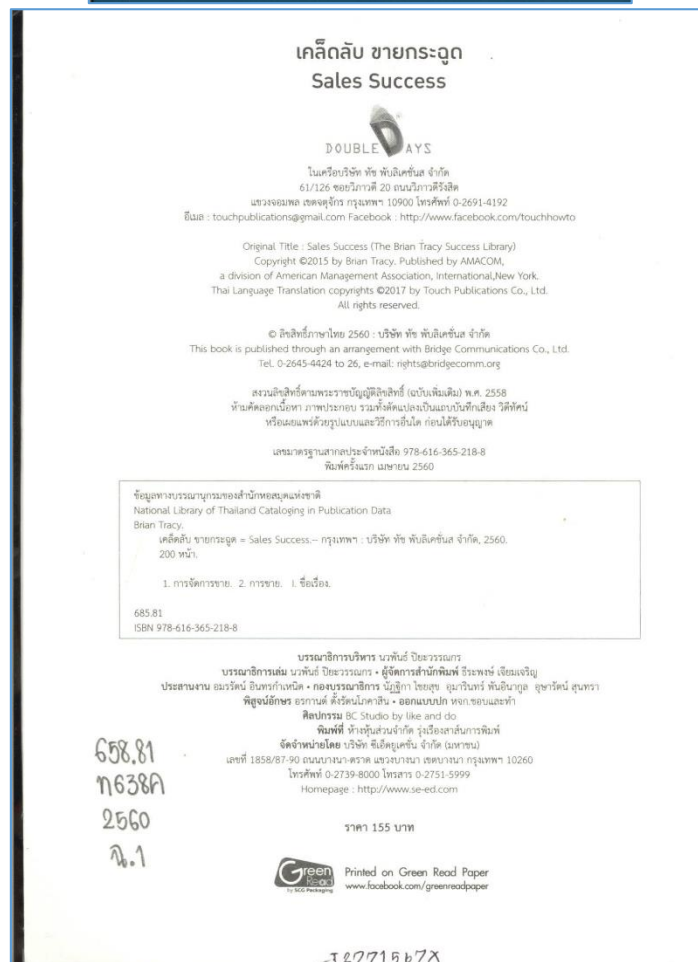 เคล็ดลับ ขายกระฉูด
Sales Success
DOUBLE DAYS
ในเครือบริษัท ทัช พับลิเคชั่นส จำกัด
61/126 ซอยวิภาวดี 20 ถนนวิภาวดีรังสิต
แขวงจอมพล เขตจตุจักร กรุงเทพฯ 10900 โทรศัพท์ 0-2691-4192
อีเมล : touchpublications@gmail.com Facebook : http://www.facebook.com/touchhowto
Original Title : Sales Success (The Brian Tracy Success Library)
Copyright ©2015 by Brian Tracy. Published by AMACOM,
a division of American Management Association, International,New York.
Thai Language Translation copyrights ©2017 by Touch Publications Co., Ltd.
All rights reserved.
© ลิขสิทธิ์ภาษาไทย 2560 : บริษัท ทัช พับลิเคชั่นส จำกัด
This book is published through an arrangement with Bridge Communications Co., Ltd.
Tel. 0-2645-4424 to 26, e-mail: rights@bridgecomm.org
สงวนลิขสิทธิ์ตามพระราชบัญญัติลิขสิทธิ์ (ฉบับเพิ่มเติม) พ.ศ. 2558
ห้ามคัดลอกเนื้อหา ภาพประกอบ รวมทั้งดัดแปลงเป็นแถบบันทึกเสียง วีดิทัศน์
หรือเผยแพร่ด้วยรูปแบบและวิธีการอื่นใด ก่อนได้รับอนุญาต
เลขมาตรฐานสากลประจำหนังสือ 978-616-365-218-8
พิมพ์ครั้งแรก เมษายน 2560
ข้อมูลทางบรรณานุกรมของสำนักหอสมุดแห่งชาติ
National Library of Thailand Cataloging in Publication Data
Brian Tracy.
เคล็ดลับ ขายกระฉูด = Sales Success.-- กรุงเทพฯ : บริษัท ทัช พับลิเคชั่นส จำกัด, 2560.
200 หน้า.
1. การจัดการขาย. 2. การขาย. I. ชื่อเรื่อง.
685.81
ISBN 978-616-365-218-8
บรรณาธิการบริหาร นวพันธ์ ปิยะวรรณกร
บรรณาธิการเล่ม นวพันธ์ ปิยะวรรณกร • ผู้จัดการสำนักพิมพ์ ธีระพงษ์ เจียมเจริญ
ประสานงาน อมรรัตน์ อินทรกำเหนิด • กองบรรณาธิการ นัฏฐิกา ไชยสุข อุมารินทร์ พันอินากูล อุษารัตน์ สุนทรา
พิสูจน์อักษร อรกานต์ ตั้งรัตนโภคาสิน • ออกแบบปก หจก.ชอบและทำ
ศิลปกรรม BC Studio by like and do
พิมพ์ที่ ห้างหุ้นส่วนจำกัด รุ่งเรืองสาส์นการพิมพ์
จัดจำหน่ายโดย บริษัท ซีเอ็ดยูเคชั่น จำกัด (มหาชน)
เลขที่ 1858/87-90 ถนนบางนา-ตราด แขวงบางนา เขตบางนา กรุงเทพฯ 10260
โทรศัพท์ 0-2739-8000 โทรสาร 0-2751-5999
Homepage : http://www.se-ed.com
658.81
ท638ค
2560
ฉ.1
ราคา 155 บาท
Green Read
by SCG Packaging
Printed on Green Read Paper
www.facebook.com/greenreadpaper